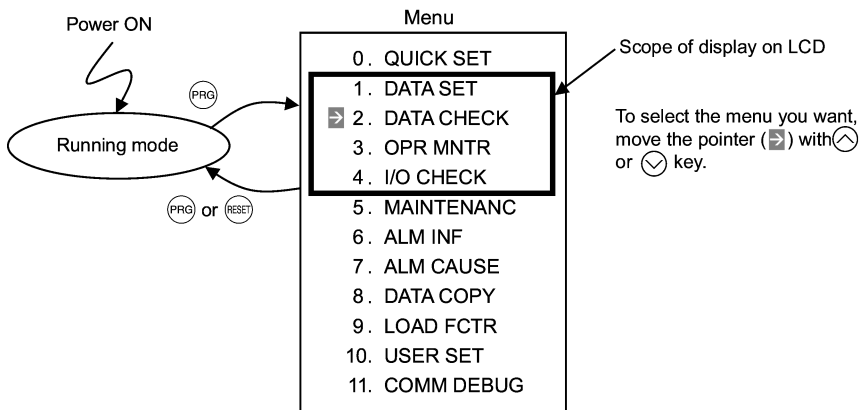 Menu
Power ON
PRG
Running mode
PRG or RESET
0. QUICK SET
1. DATA SET
→ 2. DATA CHECK
3. OPR MNTR
4. I/O CHECK
5. MAINTENANC
6. ALM INF
7. ALM CAUSE
8. DATA COPY
9. LOAD FCTR
10. USER SET
11. COMM DEBUG
Scope of display on LCD
To select the menu you want,
move the pointer (→) with
or key.